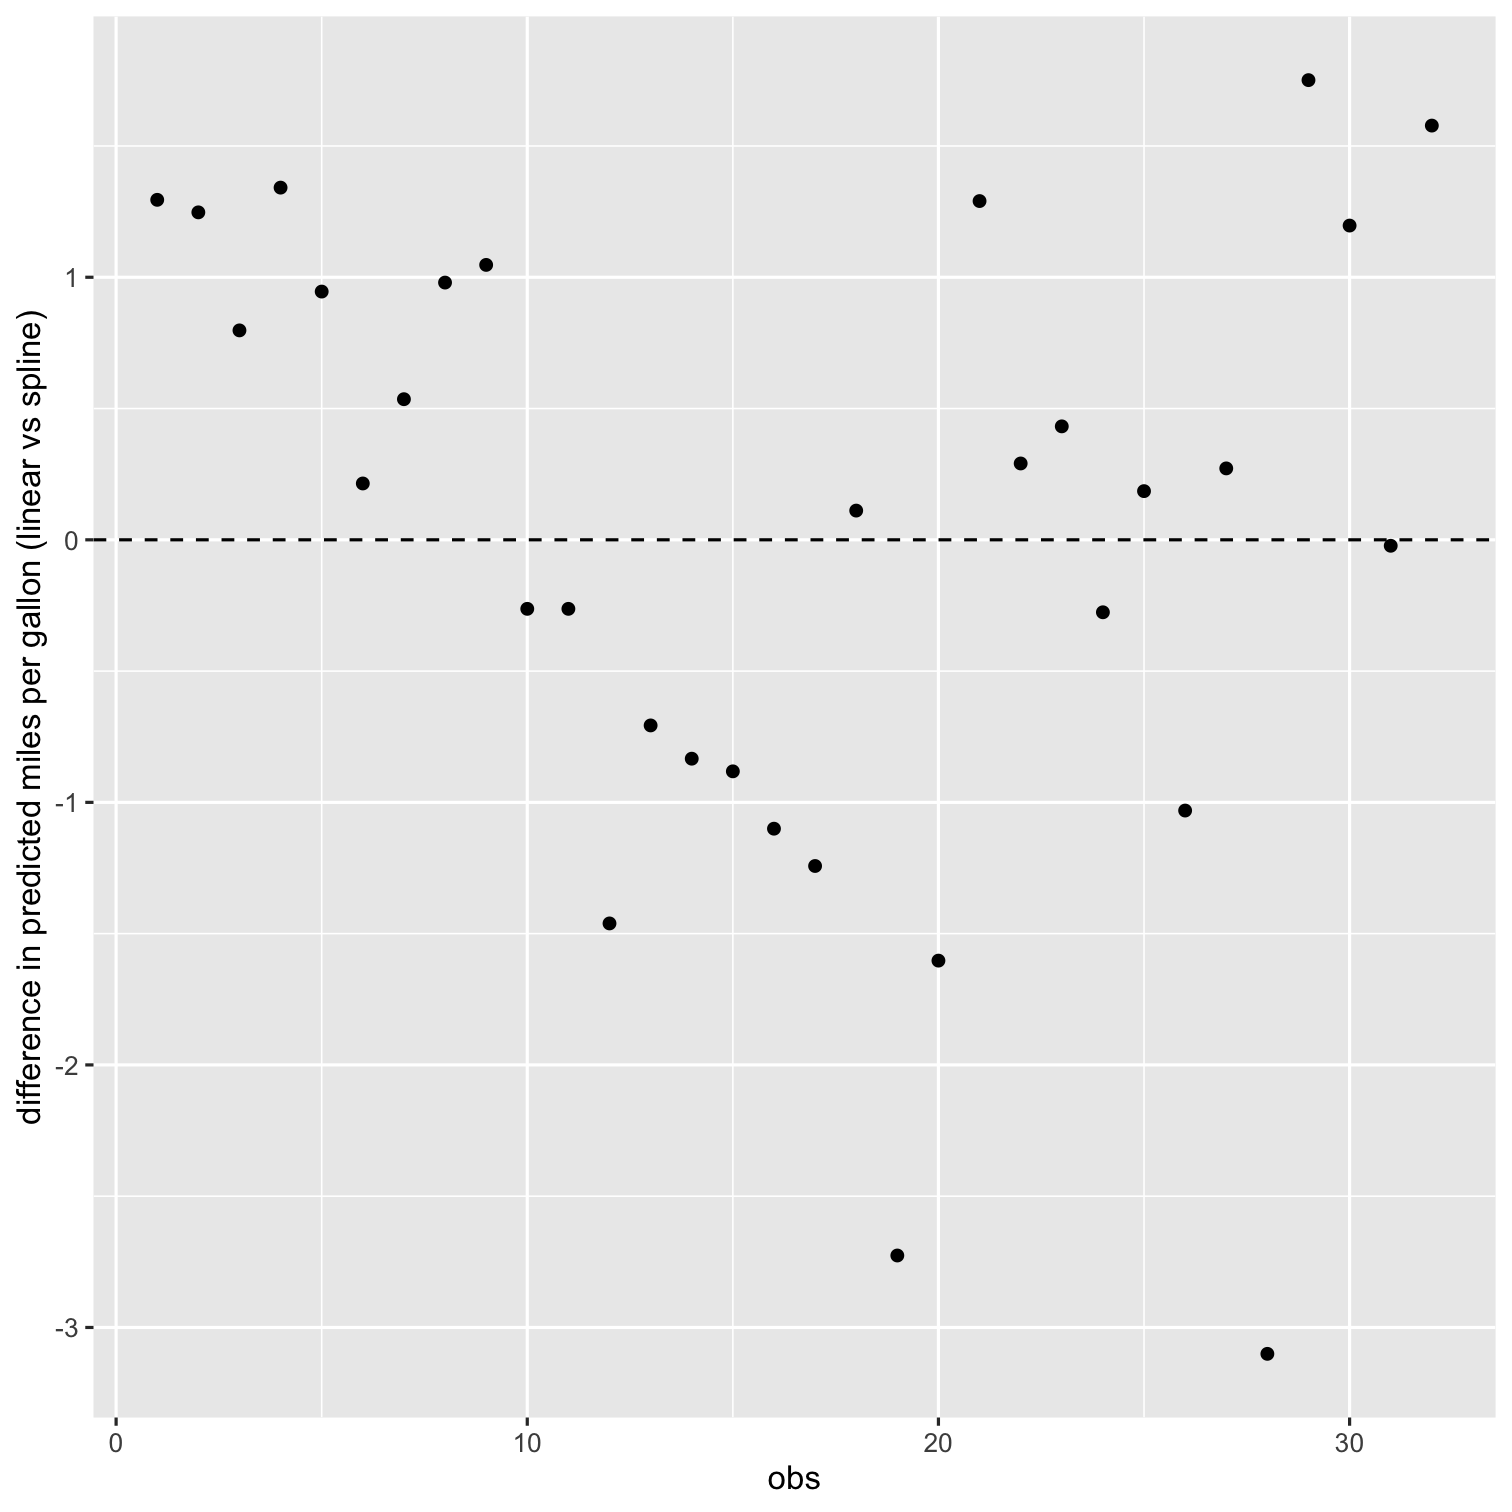 difference in predicted miles per gallon (linear vs spline)
1
0
-1
-2
-3
0 10 20 30
obs